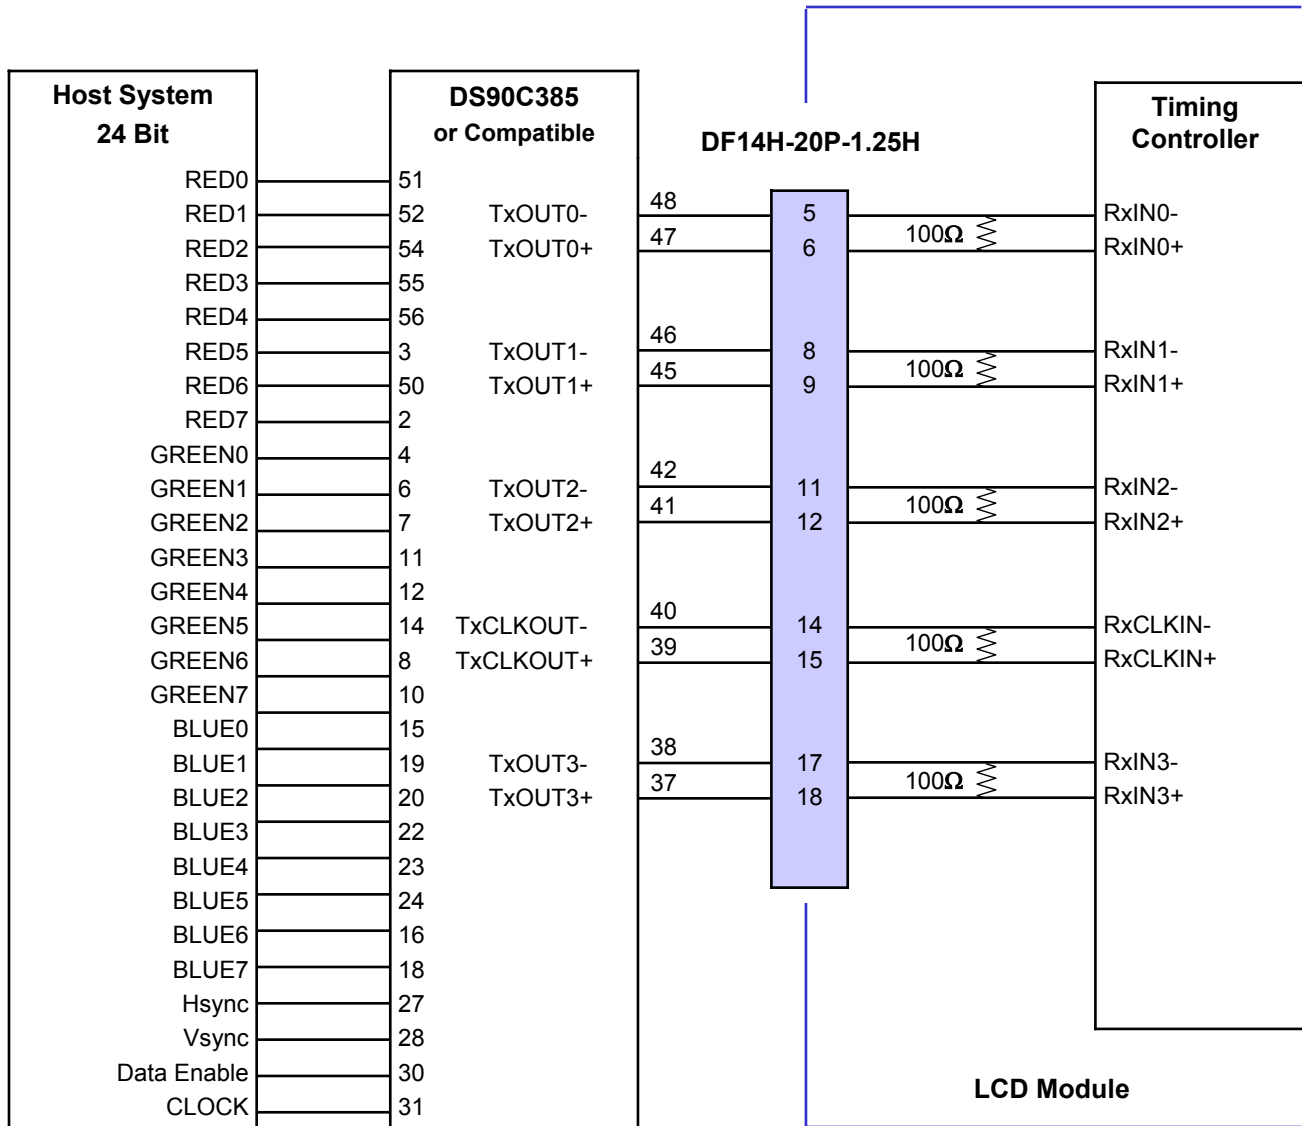 Host System
24 Bit
DS90C385
or Compatible
DF14H-20P-1.25H
Timing
Controller
RED0 51
RED1 52 TxOUT0- 48 5 RxIN0-
100Ω
RED2 54 TxOUT0+ 47 6 RxIN0+
RED3 55
RED4 56
RED5 3 TxOUT1- 46 8 RxIN1-
100Ω
RED6 50 TxOUT1+ 45 9 RxIN1+
RED7 2
GREEN0 4
GREEN1 6 TxOUT2- 42 11 RxIN2-
100Ω
GREEN2 7 TxOUT2+ 41 12 RxIN2+
GREEN3 11
GREEN4 12
GREEN5 14 TxCLKOUT- 40 14 RxCLKIN-
100Ω
GREEN6 8 TxCLKOUT+ 39 15 RxCLKIN+
GREEN7 10
BLUE0 15
BLUE1 19 TxOUT3- 38 17 RxIN3-
100Ω
BLUE2 20 TxOUT3+ 37 18 RxIN3+
BLUE3 22
BLUE4 23
BLUE5 24
BLUE6 16
BLUE7 18
Hsync 27
Vsync 28
Data Enable 30
CLOCK 31
LCD Module